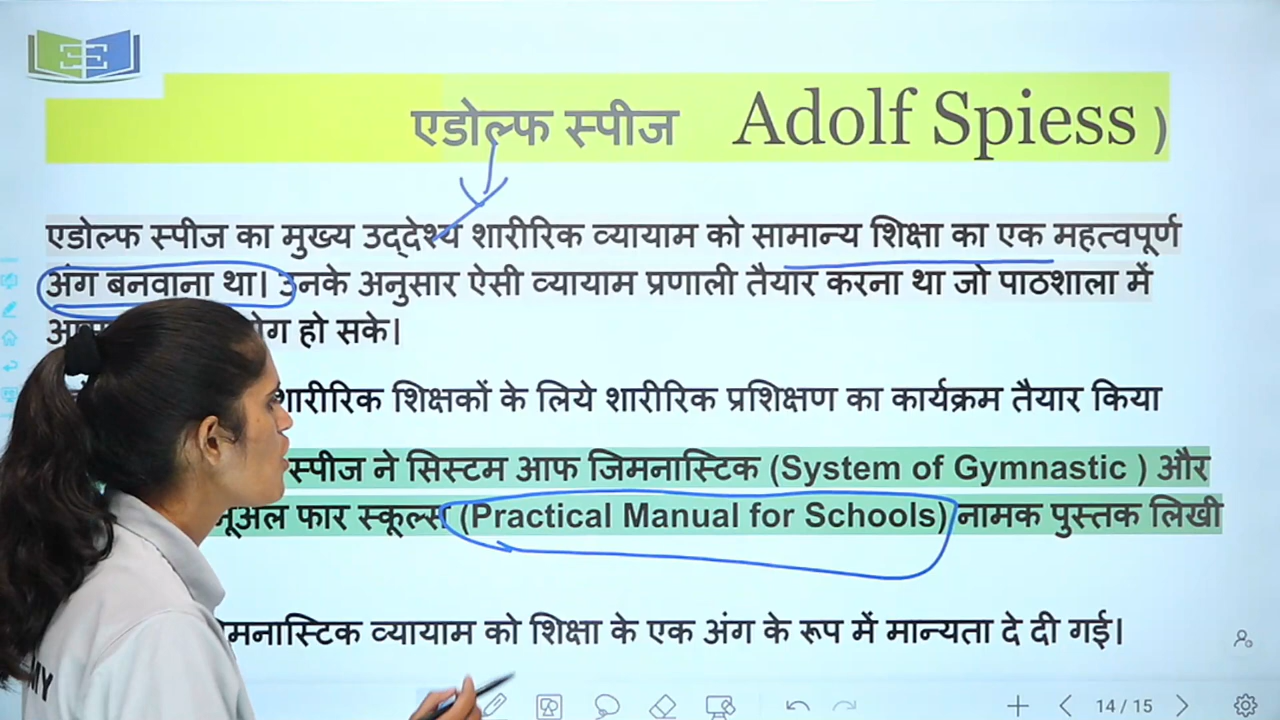 एडोल्फ स्पीज Adolf Spiess )
एडोल्फ स्पीज का मुख्य उद्देश्य शारीरिक व्यायाम को सामान्य शिक्षा का एक महत्वपूर्ण
अंग बनवाना था। उनके अनुसार ऐसी व्यायाम प्रणाली तैयार करना था जो पाठशाला में
हो सके।
शारीरिक शिक्षकों के लिये शारीरिक प्रशिक्षण का कार्यक्रम तैयार किया
स्पीज ने सिस्टम आफ जिमनास्टिक (System of Gymnastic ) और
फार स्कूल्स (Practical Manual for Schools) नामक पुस्तक लिखी
व्यायाम को शिक्षा के एक अंग के रूप में मान्यता दे दी गई।
14 / 15